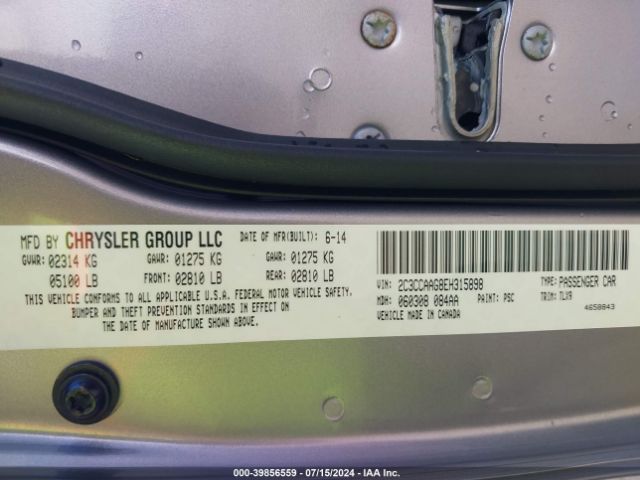 MFD BY CHRYSLER GROUP LLC DATE OF MFR(BUILT): 6-14
GVWR: 02314 KG GAWR: 01275 KG GAWR: 01275 KG
05100 LB FRONT: 02810 LB REAR: 02810 LB
THIS VEHICLE CONFORMS TO ALL APPLICABLE U.S.A. FEDERAL MOTOR VEHICLE SAFETY,
BUMPER AND THEFT PREVENTION STANDARDS IN EFFECT ON
THE DATE OF MANUFACTURE SHOWN ABOVE.
VIN: 2C3CCAAG8EH315898 TYPE: PASSENGER CAR
MDH: 060308 084AA PAINT: PSC TRIM: TLX9
VEHICLE MADE IN CANADA 4658843
000-39856559 - 07/15/2024 - IAA Inc.